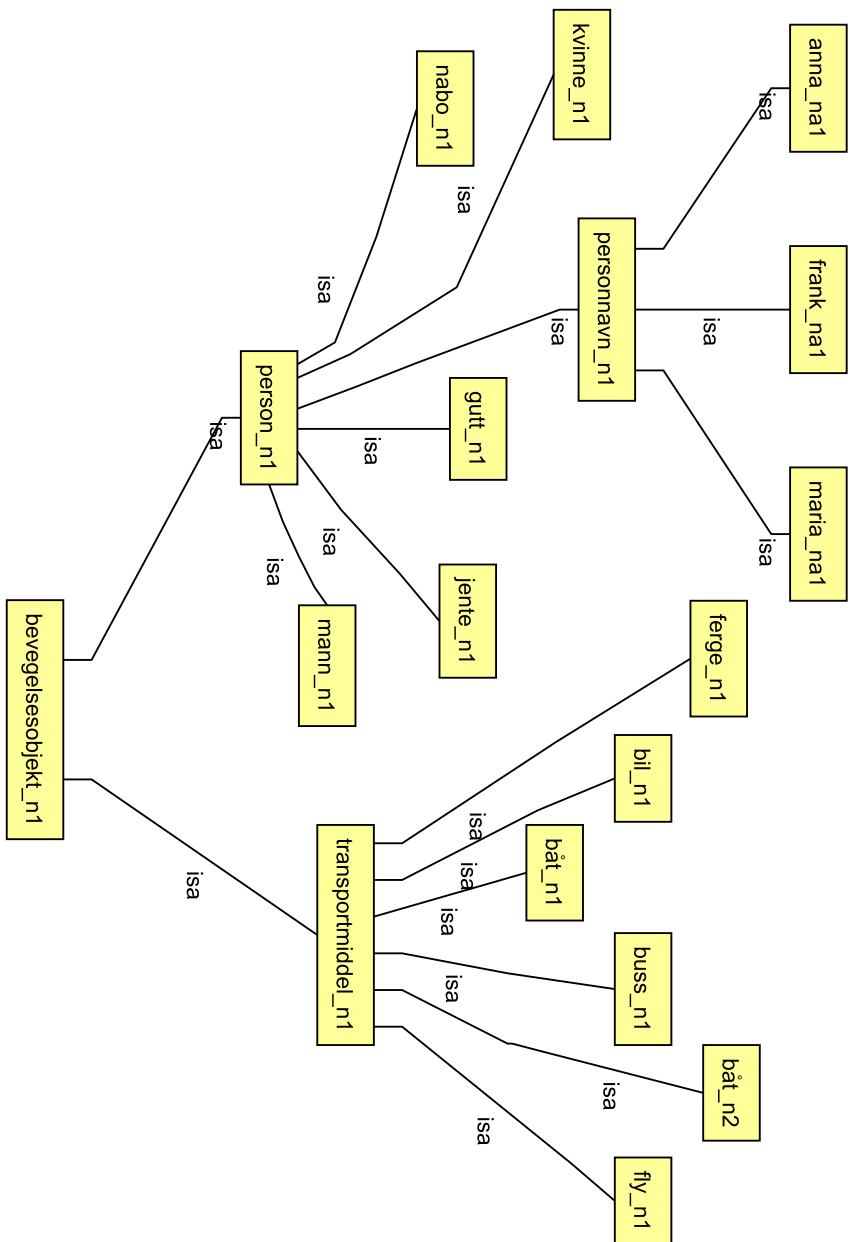 anna_na1
frank_na1
maria_na1
isa
isa
isa
kvinne_n1
personnavn_n1
ferge_n1
bil_n1
båt_n1
buss_n1
båt_n2
fly_n1
nabo_n1
gutt_n1
jente_n1
mann_n1
isa
isa
isa
isa
isa
isa
isa
isa
isa
isa
isa
isa
person_n1
transportmiddel_n1
isa
isa
bevegelsesobjekt_n1